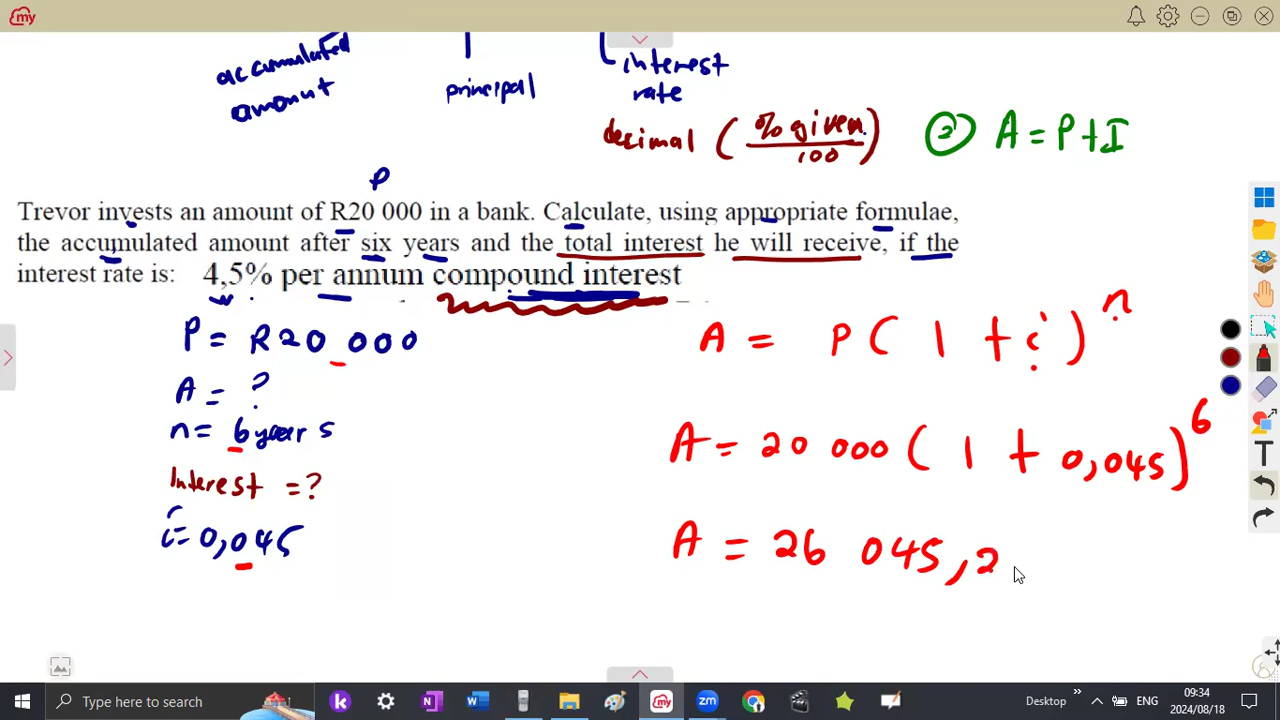 my
accumulated
amount
principal
interest
rate
decimal ( % given / 100 )
② A = P + I
P
Trevor invests an amount of R20 000 in a bank. Calculate, using appropriate formulae,
the accumulated amount after six years and the total interest he will receive, if the
interest rate is: 4,5% per annum compound interest
P = R20 000
A = ?
n = 6 years
Interest = ?
i = 0,045
A = P ( 1 + i )ⁿ
A = 20 000 ( 1 + 0,045 )⁶
A = 26 045,2
Type here to search
Desktop
ENG
09:34
2024/08/18